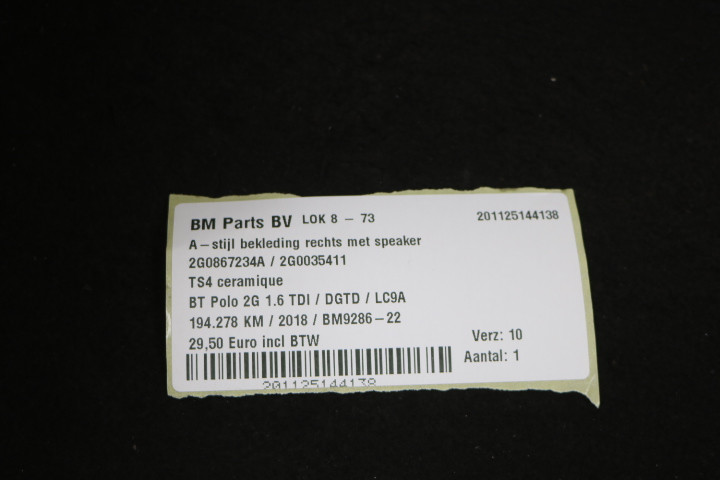 BM Parts BV LOK 8 – 73 201125144138
A–stijl bekleding rechts met speaker
2G0867234A / 2G0035411
TS4 ceramique
BT Polo 2G 1.6 TDI / DGTD / LC9A
194.278 KM / 2018 / BM9286–22
29,50 Euro incl BTW Verz: 10
Aantal: 1
201125144138